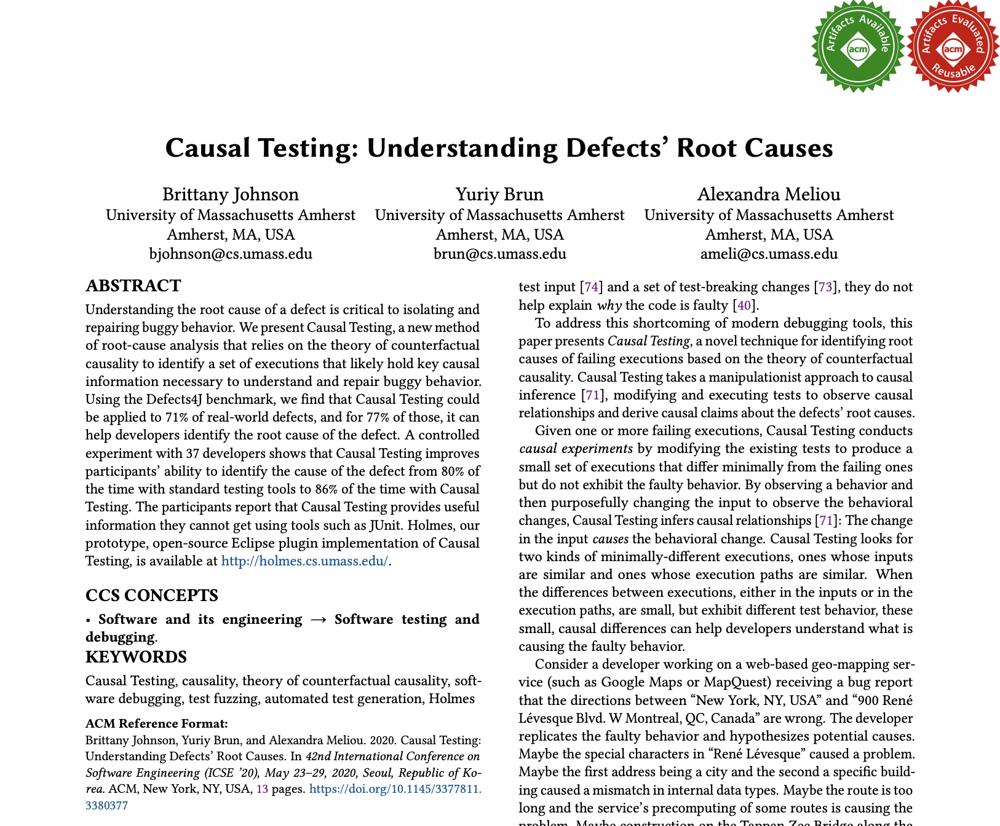 Artifacts Available
acm
Artifacts Evaluated
acm
Reusable
Causal Testing: Understanding Defects’ Root Causes
Brittany Johnson
University of Massachusetts Amherst
Amherst, MA, USA
bjohnson@cs.umass.edu
Yuriy Brun
University of Massachusetts Amherst
Amherst, MA, USA
brun@cs.umass.edu
Alexandra Meliou
University of Massachusetts Amherst
Amherst, MA, USA
ameli@cs.umass.edu
ABSTRACT
Understanding the root cause of a defect is critical to isolating and
repairing buggy behavior. We present Causal Testing, a new method
of root-cause analysis that relies on the theory of counterfactual
causality to identify a set of executions that likely hold key causal
information necessary to understand and repair buggy behavior.
Using the Defects4J benchmark, we find that Causal Testing could
be applied to 71% of real-world defects, and for 77% of those, it can
help developers identify the root cause of the defect. A controlled
experiment with 37 developers shows that Causal Testing improves
participants’ ability to identify the cause of the defect from 80% of
the time with standard testing tools to 86% of the time with Causal
Testing. The participants report that Causal Testing provides useful
information they cannot get using tools such as JUnit. Holmes, our
prototype, open-source Eclipse plugin implementation of Causal
Testing, is available at http://holmes.cs.umass.edu/.
CCS CONCEPTS
• Software and its engineering → Software testing and
debugging.
KEYWORDS
Causal Testing, causality, theory of counterfactual causality, soft-
ware debugging, test fuzzing, automated test generation, Holmes
ACM Reference Format:
Brittany Johnson, Yuriy Brun, and Alexandra Meliou. 2020. Causal Testing:
Understanding Defects’ Root Causes. In 42nd International Conference on
Software Engineering (ICSE ’20), May 23–29, 2020, Seoul, Republic of Ko-
rea. ACM, New York, NY, USA, 13 pages. https://doi.org/10.1145/3377811.
3380377
test input [74] and a set of test-breaking changes [73], they do not
help explain why the code is faulty [40].
To address this shortcoming of modern debugging tools, this
paper presents Causal Testing, a novel technique for identifying root
causes of failing executions based on the theory of counterfactual
causality. Causal Testing takes a manipulationist approach to causal
inference [71], modifying and executing tests to observe causal
relationships and derive causal claims about the defects’ root causes.
Given one or more failing executions, Causal Testing conducts
causal experiments by modifying the existing tests to produce a
small set of executions that differ minimally from the failing ones
but do not exhibit the faulty behavior. By observing a behavior and
then purposefully changing the input to observe the behavioral
changes, Causal Testing infers causal relationships [71]: The change
in the input causes the behavioral change. Causal Testing looks for
two kinds of minimally-different executions, ones whose inputs
are similar and ones whose execution paths are similar. When
the differences between executions, either in the inputs or in the
execution paths, are small, but exhibit different test behavior, these
small, causal differences can help developers understand what is
causing the faulty behavior.
Consider a developer working on a web-based geo-mapping ser-
vice (such as Google Maps or MapQuest) receiving a bug report
that the directions between “New York, NY, USA” and “900 René
Lévesque Blvd. W Montreal, QC, Canada” are wrong. The developer
replicates the faulty behavior and hypothesizes potential causes.
Maybe the special characters in “René Lévesque” caused a problem.
Maybe the first address being a city and the second a specific build-
ing caused a mismatch in internal data types. Maybe the route is too
long and the service’s precomputing of some routes is causing the
problem. Maybe construction on the Tappan Zee Bridge along the